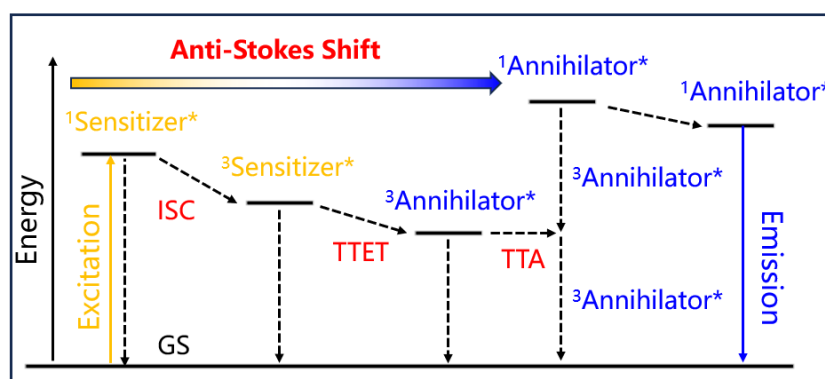 Anti-Stokes Shift
¹Annihilator*
¹Annihilator*
¹Sensitizer*
³Sensitizer*
³Annihilator*
³Annihilator*
ISC
TTET
TTA
³Annihilator*
Energy
Excitation
Emission
GS